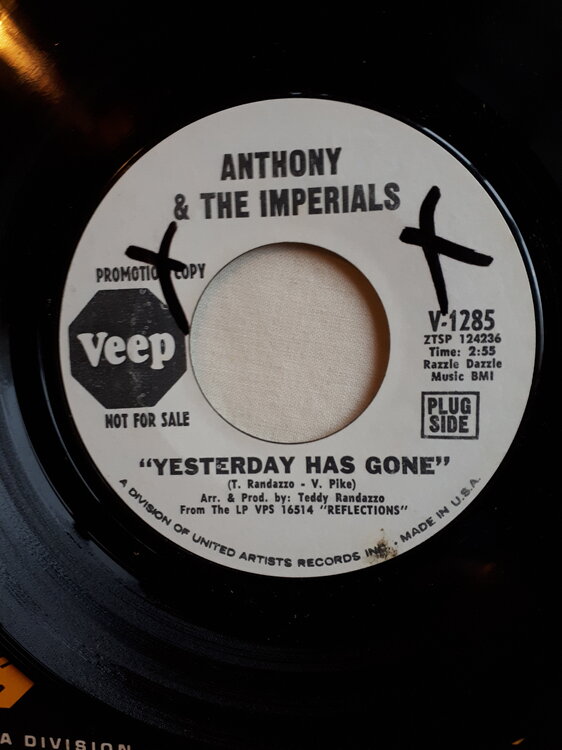 ANTHONY
& THE IMPERIALS
PROMOTION COPY
Veep
NOT FOR SALE
V-1285
ZTSP 124236
Time: 2:55
Razzle Dazzle
Music BMI
PLUG
SIDE
"YESTERDAY HAS GONE"
(T. Randazzo - V. Pike)
Arr. & Prod. by: Teddy Randazzo
From The LP VPS 16514 "REFLECTIONS"
A DIVISION OF UNITED ARTISTS RECORDS INC. • MADE IN U.S.A.
A DIVISION